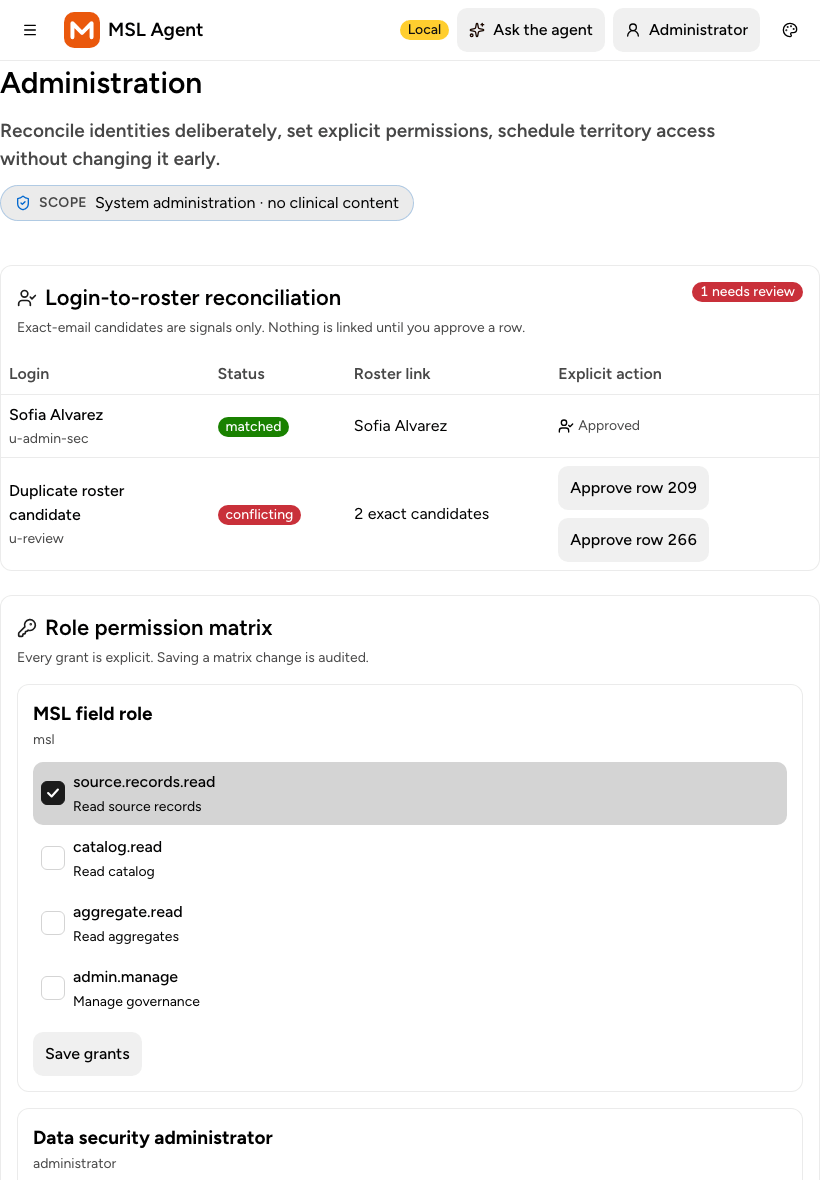 MSL Agent
Local
Ask the agent
Administrator
Administration
Reconcile identities deliberately, set explicit permissions, schedule territory access
without changing it early.
SCOPE System administration · no clinical content
Login-to-roster reconciliation
1 needs review
Exact-email candidates are signals only. Nothing is linked until you approve a row.
Login Status Roster link Explicit action
Sofia Alvarez
u-admin-sec
matched
Sofia Alvarez
Approved
Duplicate roster
candidate
u-review
conflicting
2 exact candidates
Approve row 209
Approve row 266
Role permission matrix
Every grant is explicit. Saving a matrix change is audited.
MSL field role
msl
source.records.read
Read source records
catalog.read
Read catalog
aggregate.read
Read aggregates
admin.manage
Manage governance
Save grants
Data security administrator
administrator